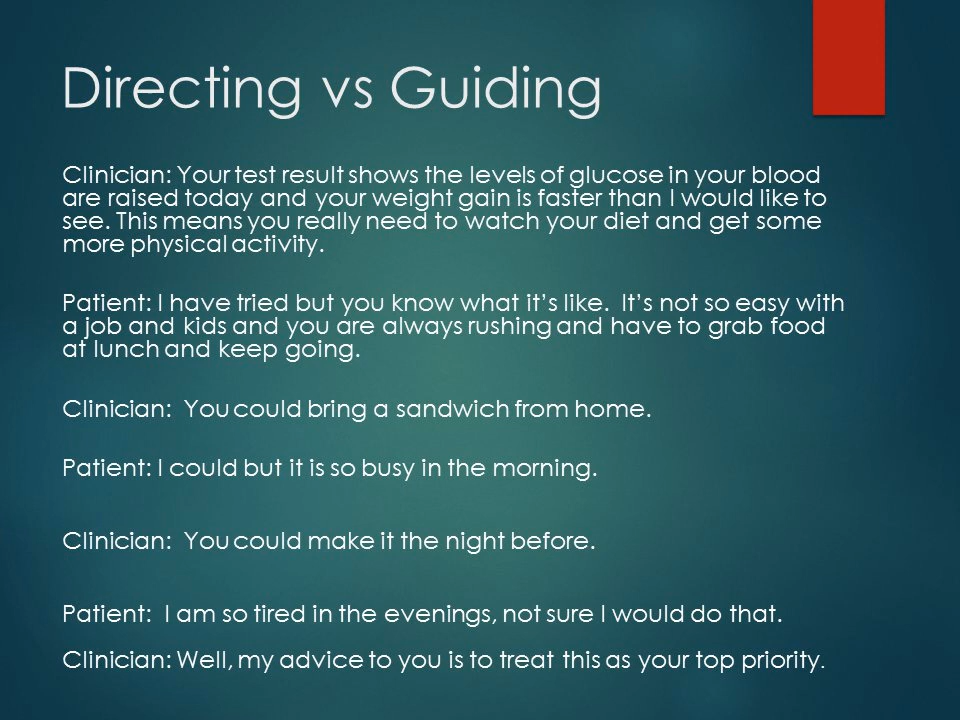 Directing vs Guiding
Clinician: Your test result shows the levels of glucose in your blood
are raised today and your weight gain is faster than I would like to
see. This means you really need to watch your diet and get some
more physical activity.
Patient: I have tried but you know what it’s like.  It’s not so easy with
a job and kids and you are always rushing and have to grab food
at lunch and keep going.
Clinician:  You could bring a sandwich from home.
Patient: I could but it is so busy in the morning.
Clinician:  You could make it the night before.
Patient:  I am so tired in the evenings, not sure I would do that.
Clinician: Well, my advice to you is to treat this as your top priority.